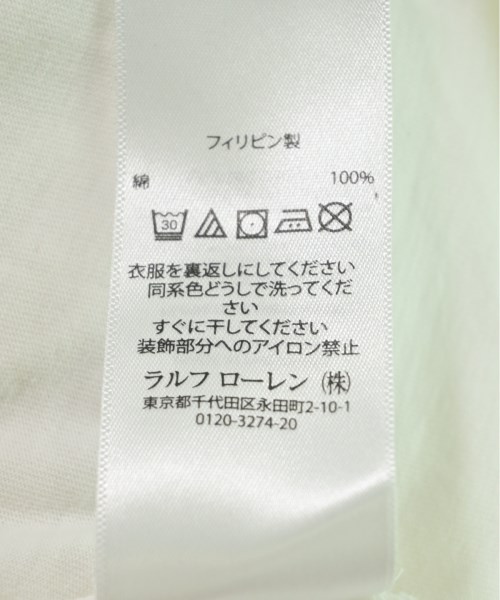 フィリピン製
綿 100%
30
衣服を裏返しにしてください
同系色どうしで洗ってくだ
さい
すぐに干してください
装飾部分へのアイロン禁止
ラルフ ローレン (株)
東京都千代田区永田町2-10-1
0120-3274-20